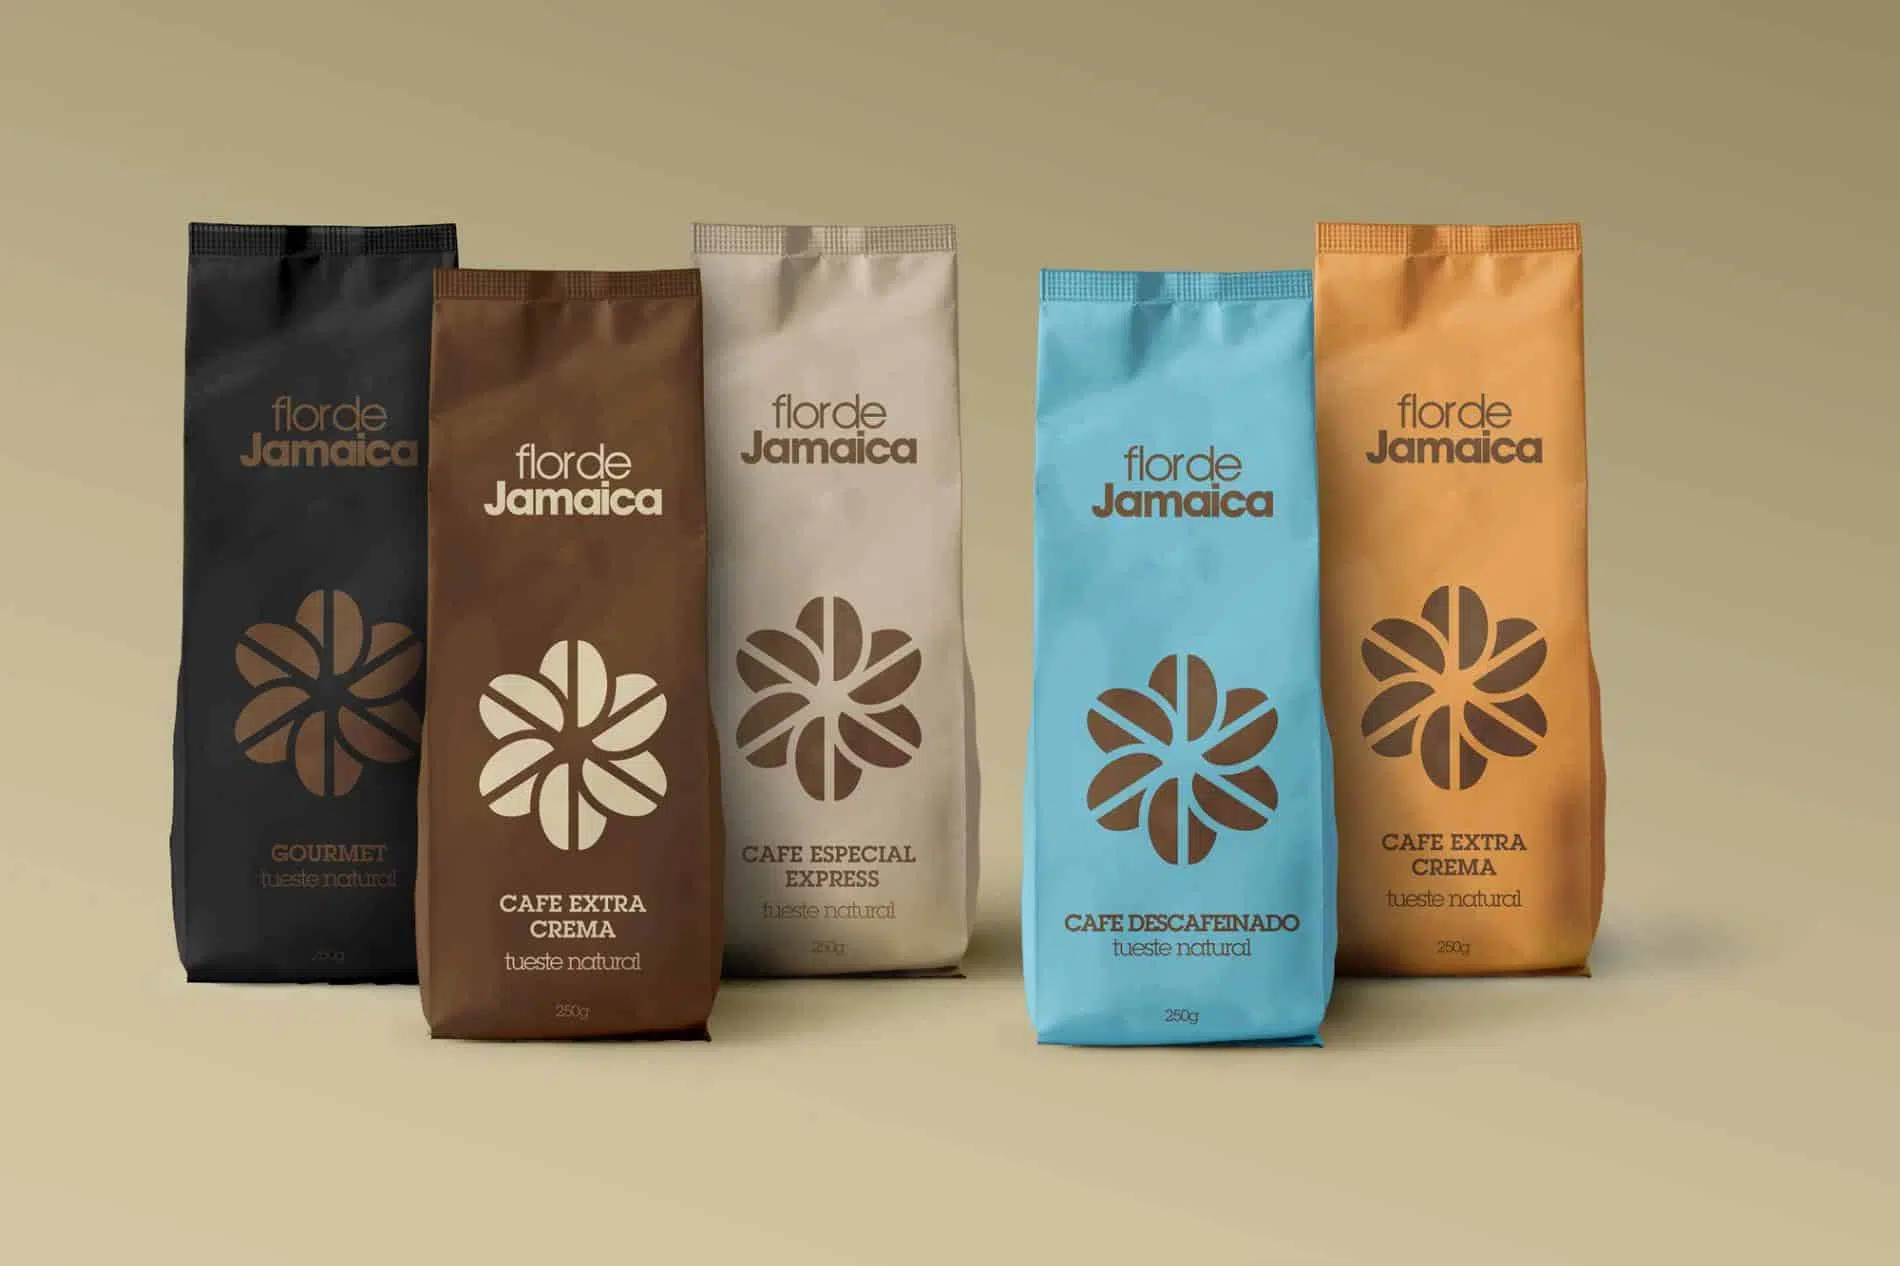 flor de
Jamaica
GOURMET
tueste natural
250g
flor de
Jamaica
CAFE EXTRA
CREMA
tueste natural
250g
flor de
Jamaica
CAFE ESPECIAL
EXPRESS
tueste natural
250g
flor de
Jamaica
CAFE DESCAFEINADO
tueste natural
250g
flor de
Jamaica
CAFE EXTRA
CREMA
tueste natural
250g